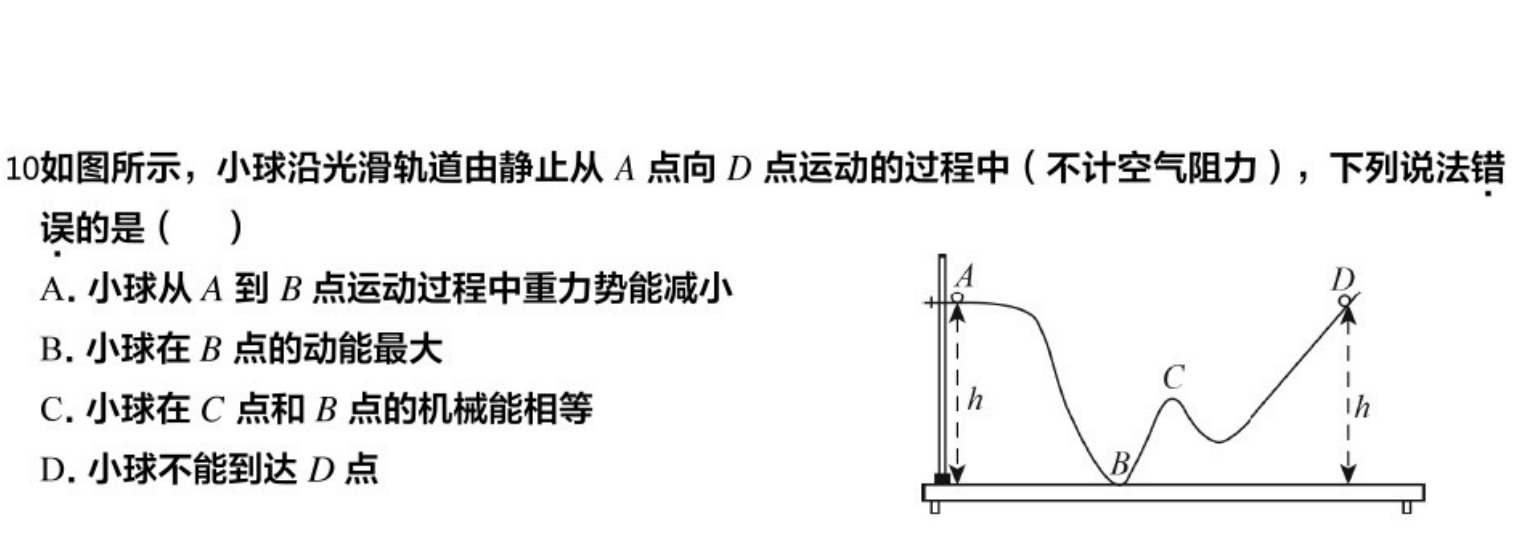 10如图所示，小球沿光滑轨道由静止从 A 点向 D 点运动的过程中（不计空气阻力），下列说法错
误的是（　　）
A. 小球从 A 到 B 点运动过程中重力势能减小
B. 小球在 B 点的动能最大
C. 小球在 C 点和 B 点的机械能相等
D. 小球不能到达 D 点
A
D
C
h
h
B